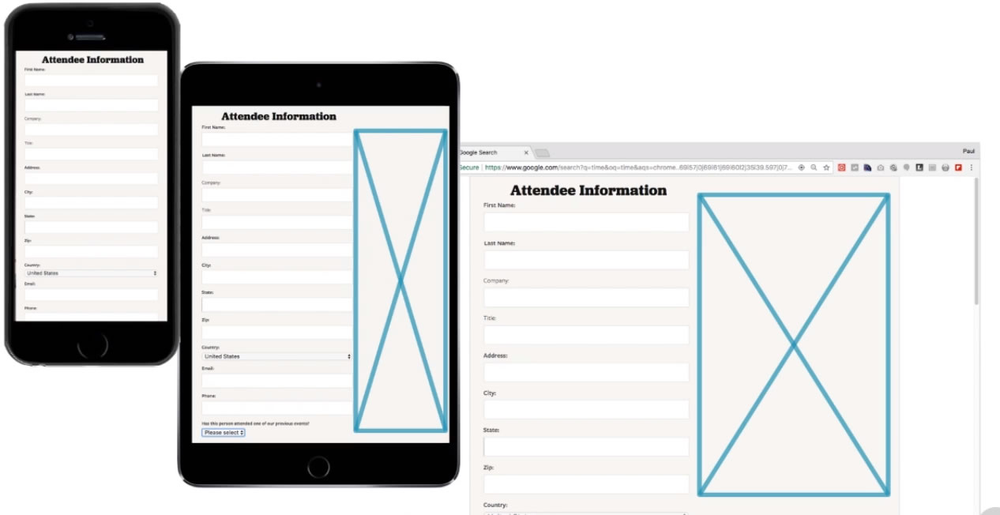 Attendee Information
First Name:
Last Name:
Company:
Title:
Address:
City:
State:
Zip:
Country:
United States
Email:
Phone:
Attendee Information
First Name:
Last Name:
Company:
Title:
Address:
City:
State:
Zip:
Country:
United States
Email:
Phone:
Has this person attended one of our previous events?
Please select
Google Search
Paul
ecure | https://www.google.com/search?q=time&oq=time&aqs=chrome..
Attendee Information
First Name:
Last Name:
Company:
Title:
Address:
City:
State:
Zip:
Country: